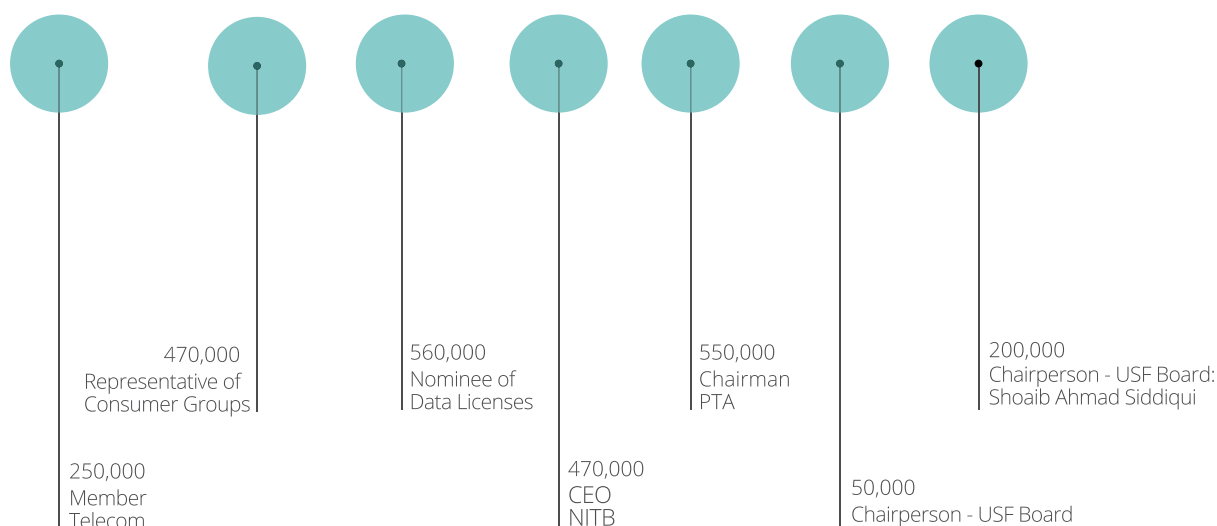 470,000
Representative of
Consumer Groups
560,000
Nominee of
Data Licenses
550,000
Chairman
PTA
200,000
Chairperson - USF Board:
Shoaib Ahmad Siddiqui
250,000
Member
Telecom
470,000
CEO
NITB
50,000
Chairperson - USF Board